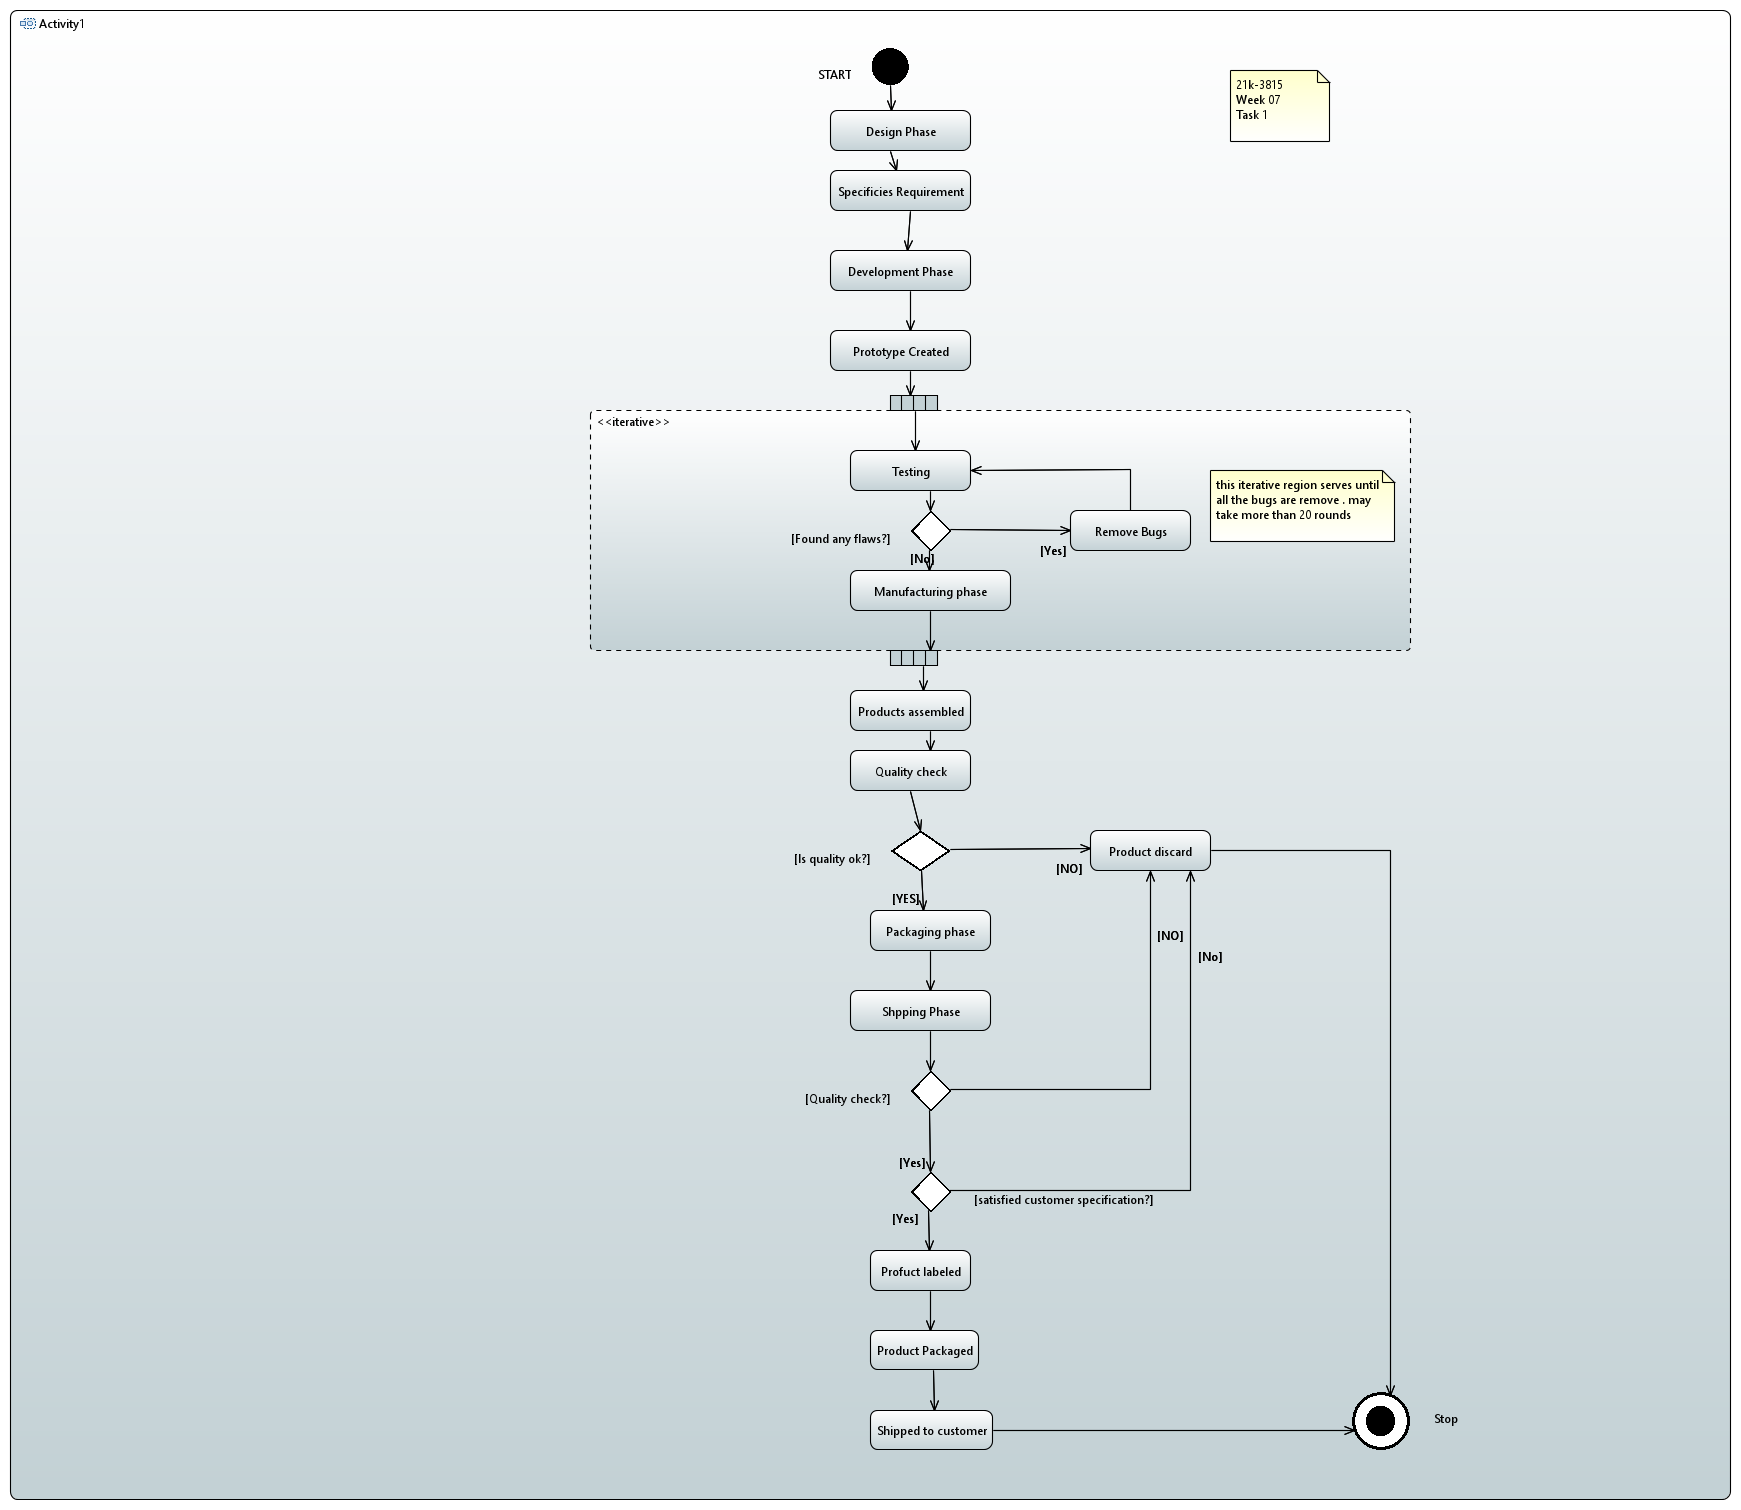 Activity1
START
21k-3815
Week 07
Task 1
Design Phase
Specificies Requirement
Development Phase
Prototype Created
<<iterative>>
Testing
this iterative region serves until
all the bugs are remove . may
take more than 20 rounds
[Found any flaws?]
Remove Bugs
[Yes]
[No]
Manufacturing phase
Products assembled
Quality check
[Is quality ok?]
Product discard
[NO]
[YES]
Packaging phase
[NO]
[No]
Shpping Phase
[Quality check?]
[Yes]
[satisfied customer specification?]
[Yes]
Profuct labeled
Product Packaged
Shipped to customer
Stop